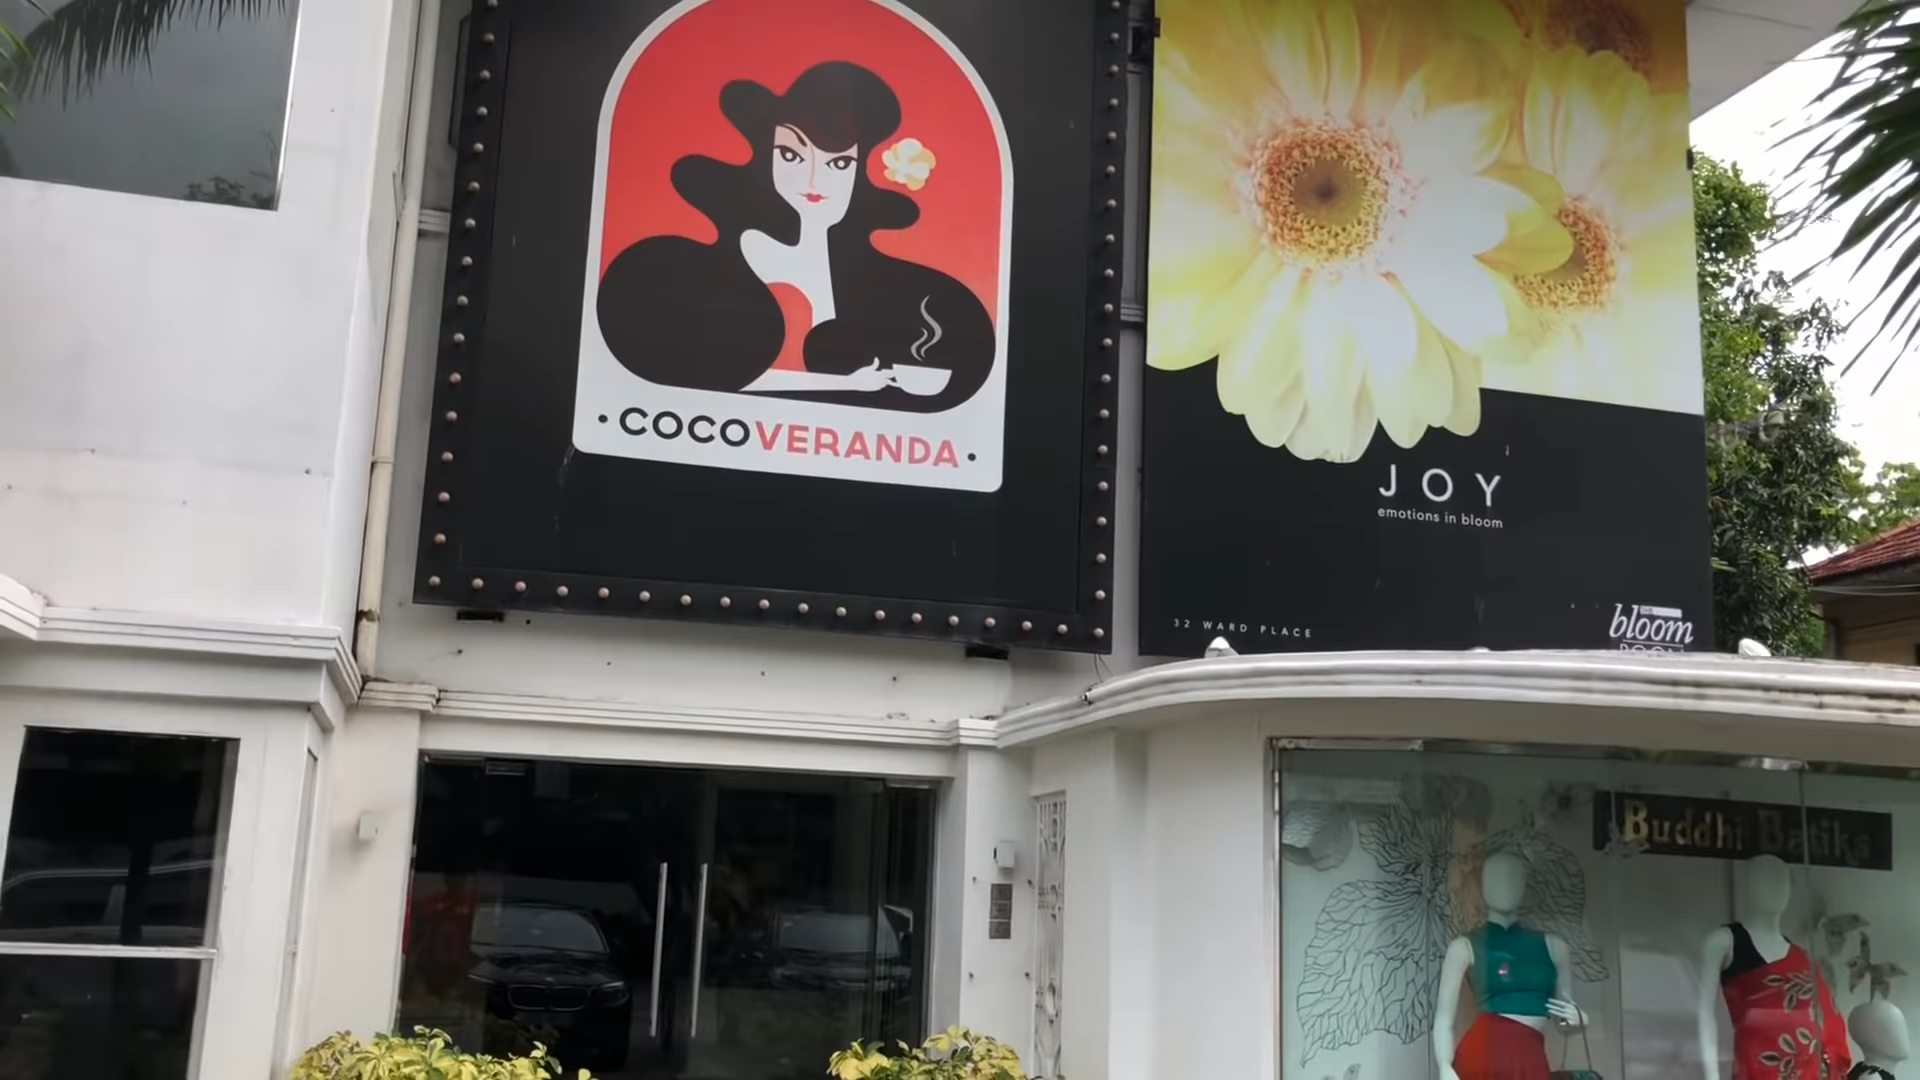 • COCOVERANDA •
JOY
emotions in bloom
32 WARD PLACE
bloom
Buddhi Batiks